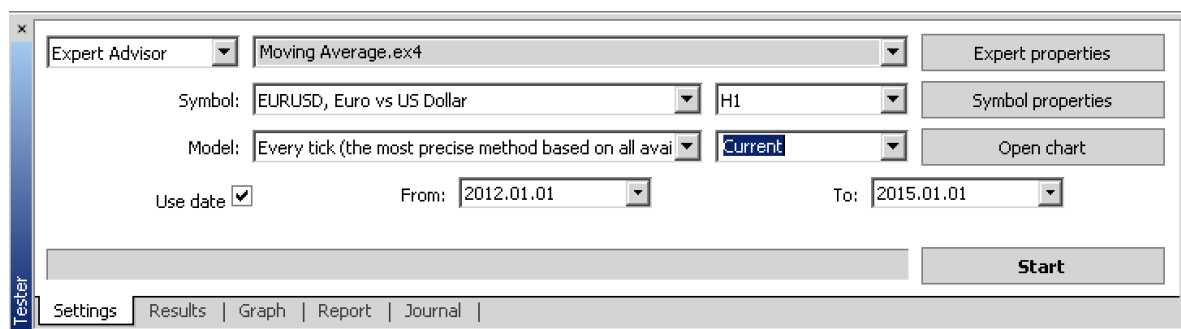 ×
Expert Advisor Moving Average.ex4 Expert properties
Symbol: EURUSD, Euro vs US Dollar H1 Symbol properties
Model: Every tick (the most precise method based on all avai Current Open chart
Use date From: 2012.01.01 To: 2015.01.01
Start
Tester
Settings Results | Graph | Report | Journal |